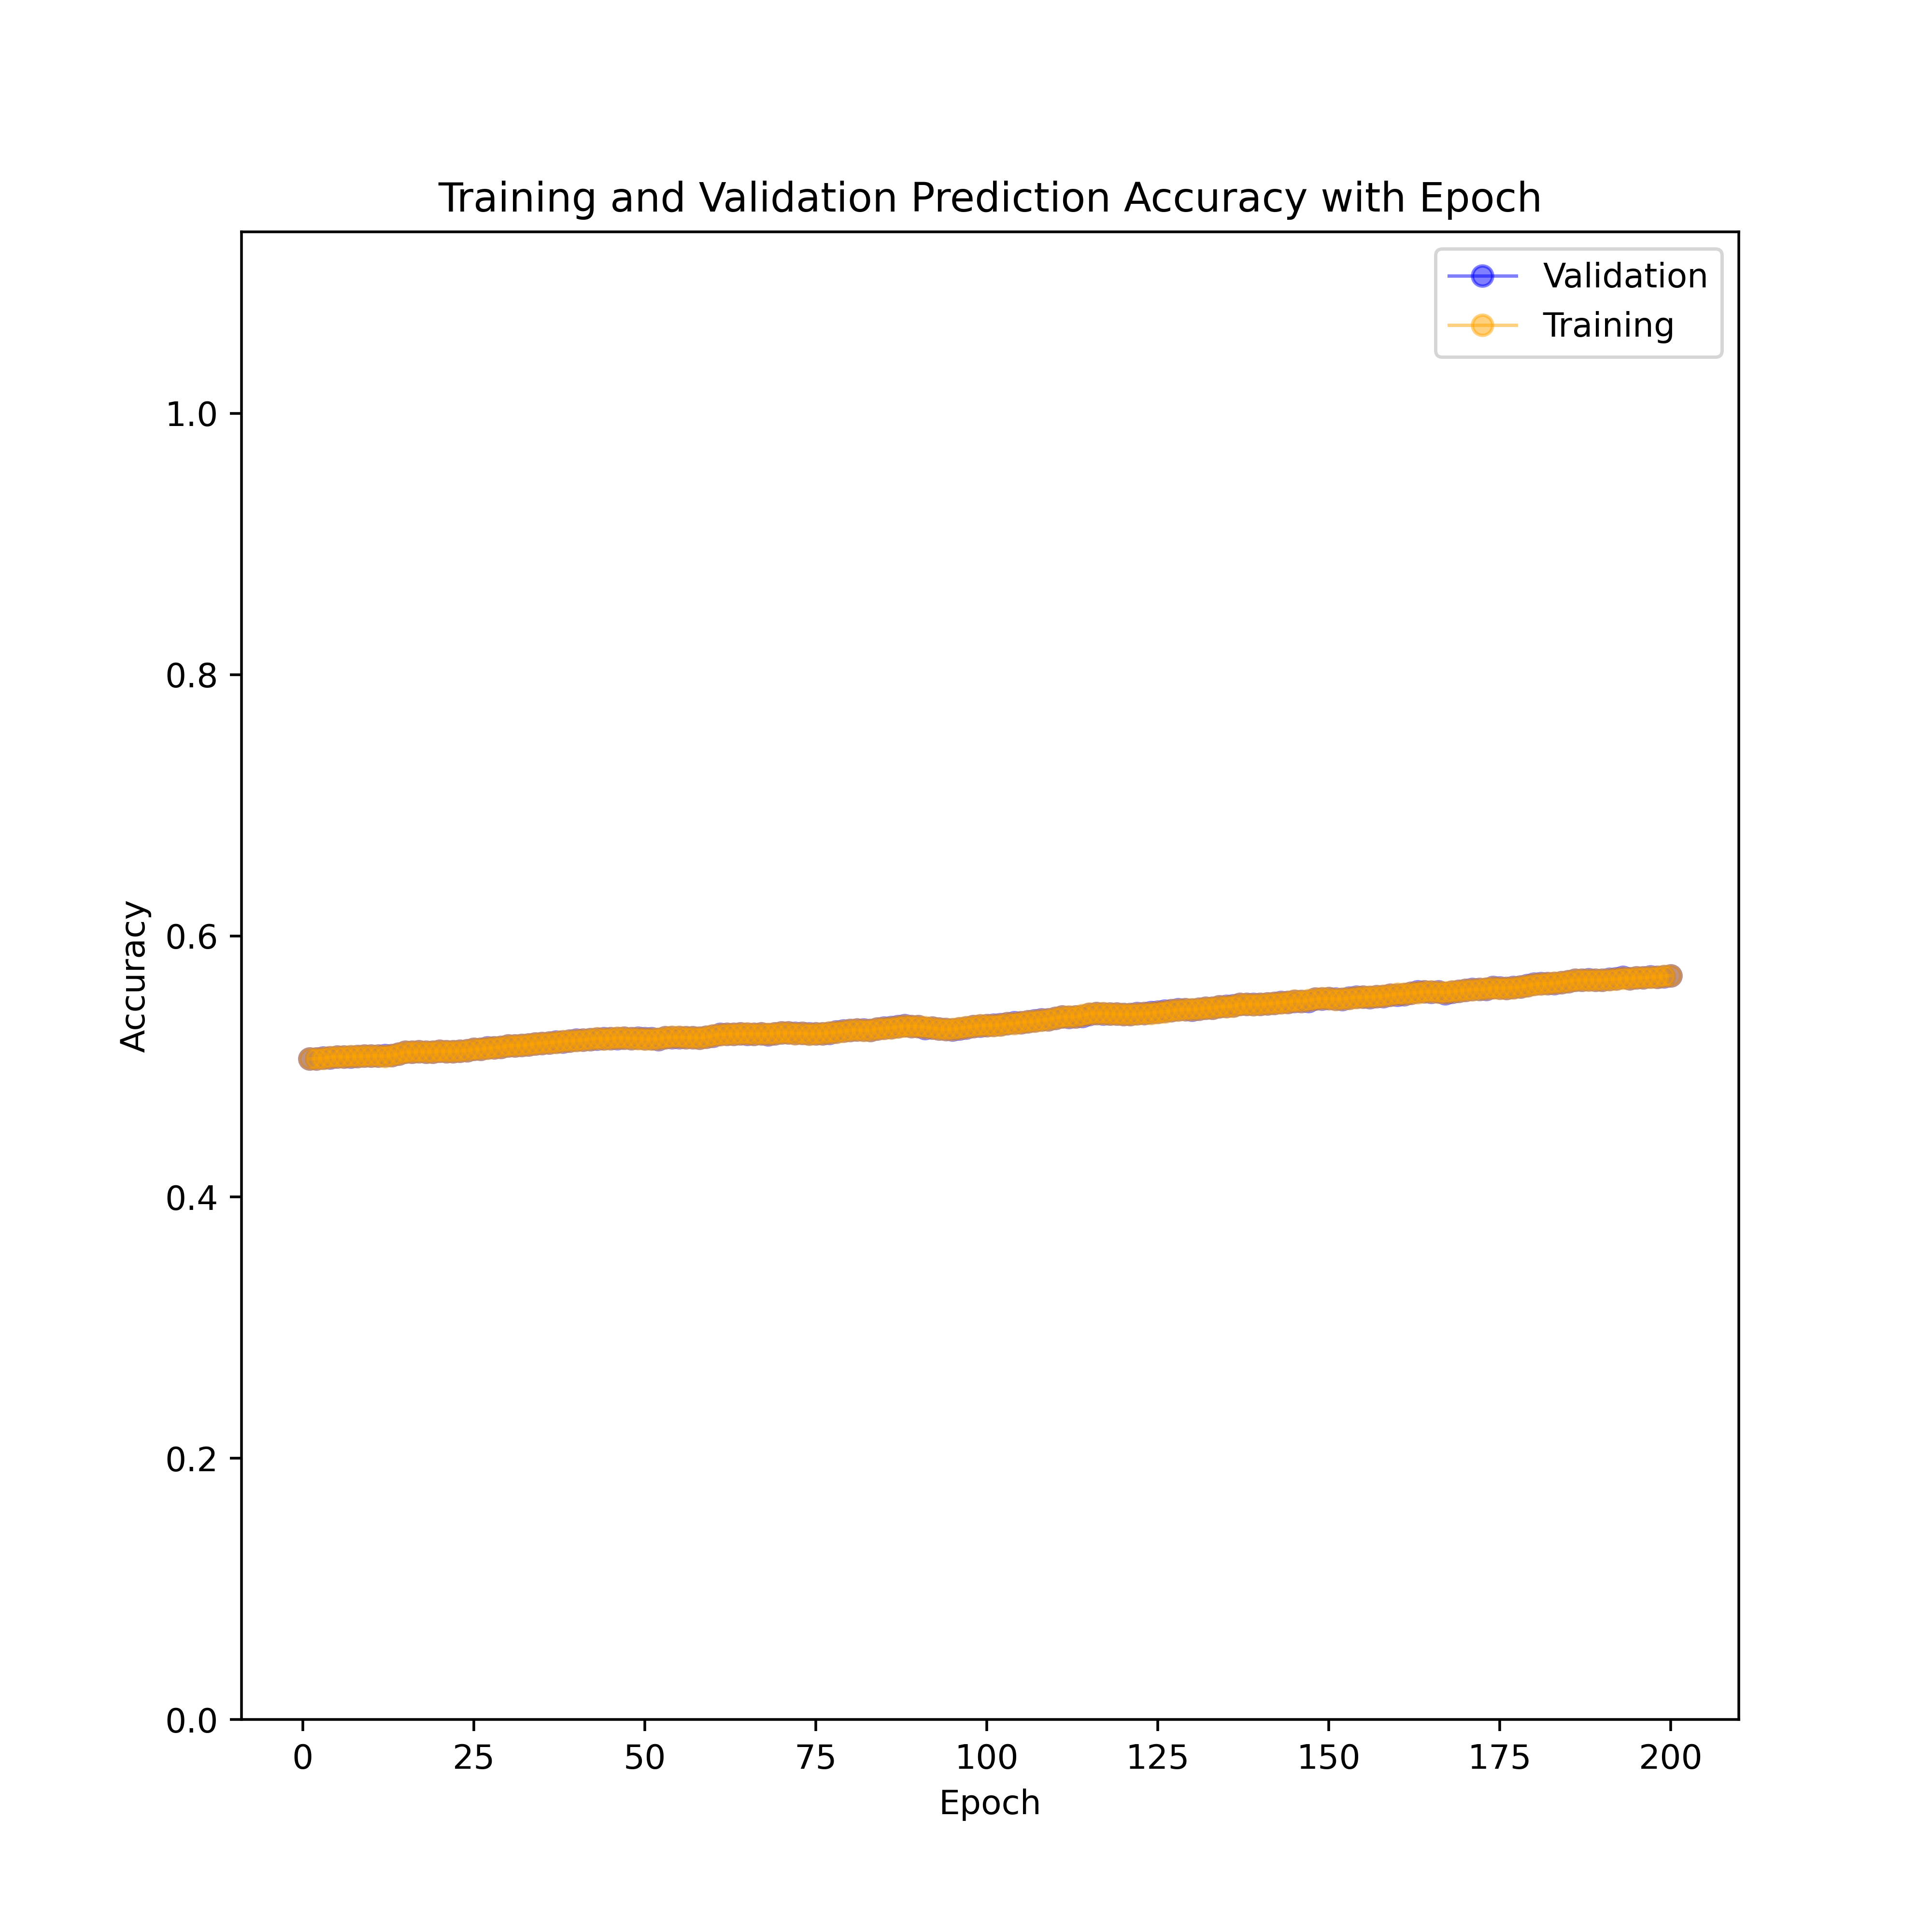 Training and Validation Prediction Accuracy with Epoch
Validation
Training
1.0
0.8
0.6
0.4
0.2
0.0
Accuracy
0 25 50 75 100 125 150 175 200
Epoch